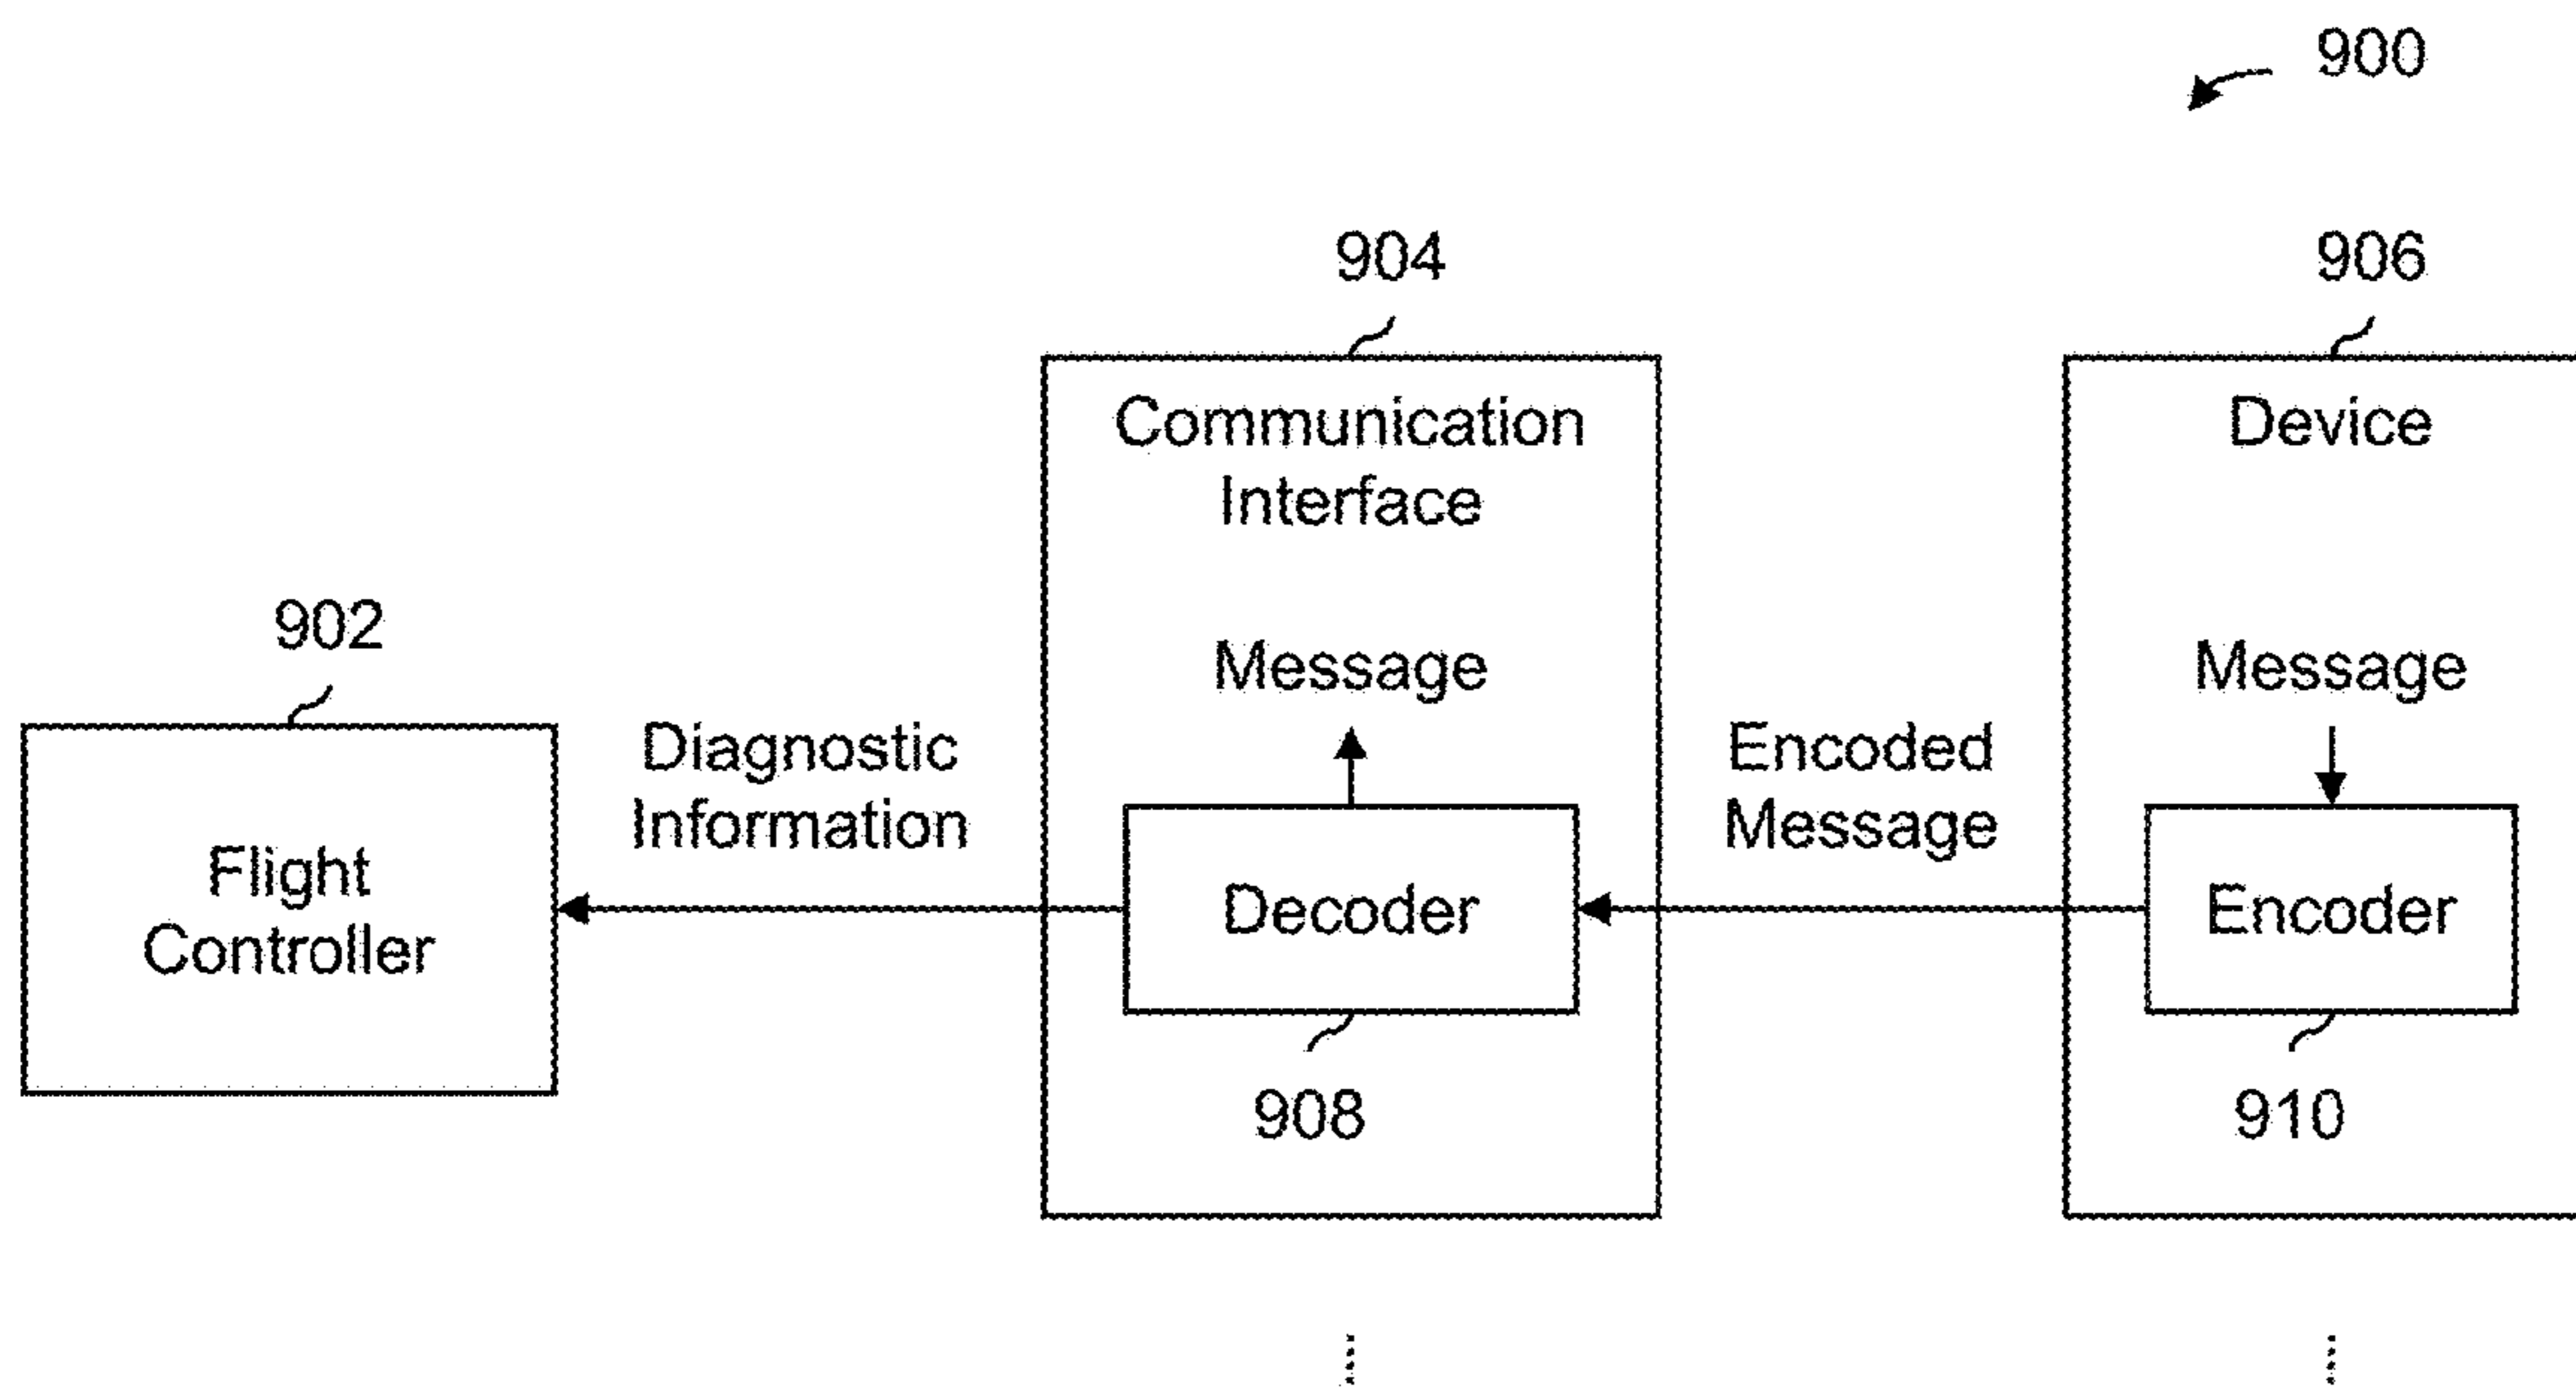 900
904
906
Communication
Interface
Device
902
Message
Message
Diagnostic
Information
Encoded
Message
Flight
Controller
Decoder
Encoder
908
910